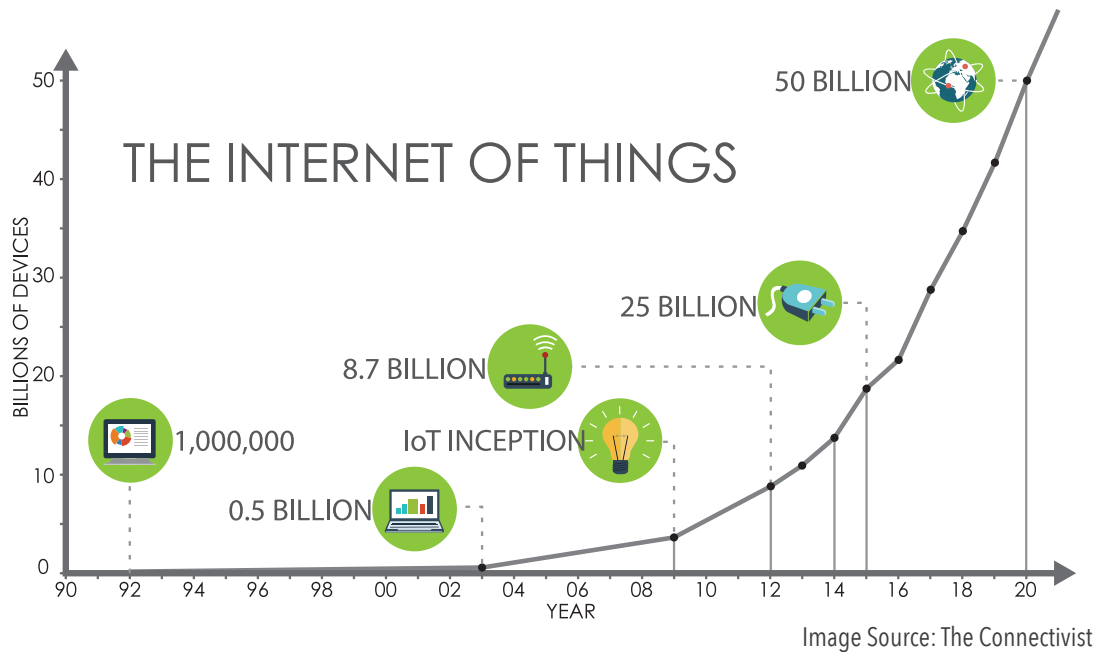 THE INTERNET OF THINGS
BILLIONS OF DEVICES
50
40
30
20
10
0
50 BILLION
25 BILLION
8.7 BILLION
IoT INCEPTION
1,000,000
0.5 BILLION
90 92 94 96 98 00 02 04 06 08 10 12 14 16 18 20
YEAR
Image Source: The Connectivist